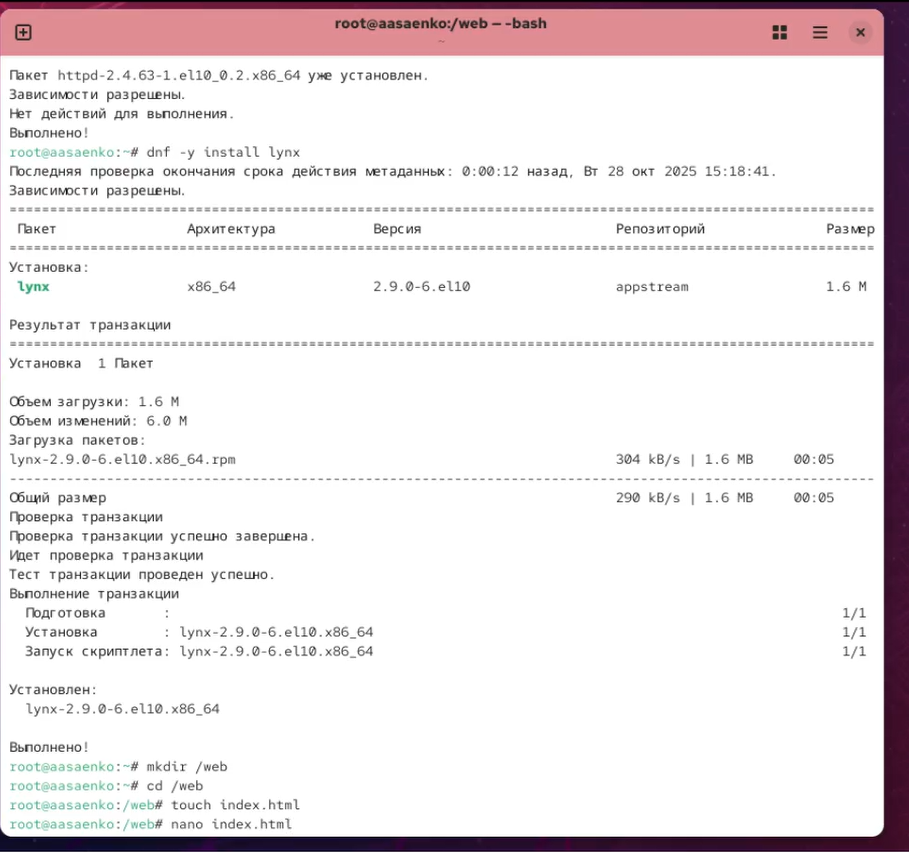 root@aasaenko:/web — -bash
~
Пакет httpd-2.4.63-1.el10_0.2.x86_64 уже установлен.
Зависимости разрешены.
Нет действий для выполнения.
Выполнено!
root@aasaenko:~# dnf -y install lynx
Последняя проверка окончания срока действия метаданных: 0:00:12 назад, Вт 28 окт 2025 15:18:41.
Зависимости разрешены.
================================================================================
Пакет Архитектура Версия Репозиторий Размер
================================================================================
Установка:
lynx x86_64 2.9.0-6.el10 appstream 1.6 M
Результат транзакции
================================================================================
Установка 1 Пакет
Объем загрузки: 1.6 M
Объем изменений: 6.0 M
Загрузка пакетов:
lynx-2.9.0-6.el10.x86_64.rpm 304 kB/s | 1.6 MB 00:05
--------------------------------------------------------------------------------
Общий размер 290 kB/s | 1.6 MB 00:05
Проверка транзакции
Проверка транзакции успешно завершена.
Идет проверка транзакции
Тест транзакции проведен успешно.
Выполнение транзакции
Подготовка : 1/1
Установка : lynx-2.9.0-6.el10.x86_64 1/1
Запуск скриптлета: lynx-2.9.0-6.el10.x86_64 1/1
Установлен:
lynx-2.9.0-6.el10.x86_64
Выполнено!
root@aasaenko:~# mkdir /web
root@aasaenko:~# cd /web
root@aasaenko:/web# touch index.html
root@aasaenko:/web# nano index.html